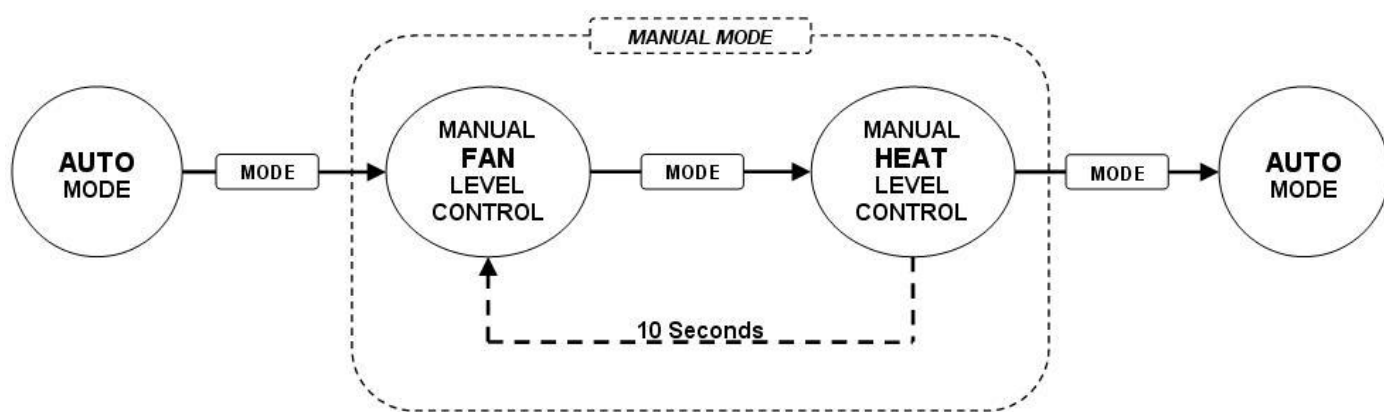 MANUAL MODE
AUTO
MODE
MODE
MANUAL
FAN
LEVEL
CONTROL
MODE
MANUAL
HEAT
LEVEL
CONTROL
MODE
AUTO
MODE
10 Seconds